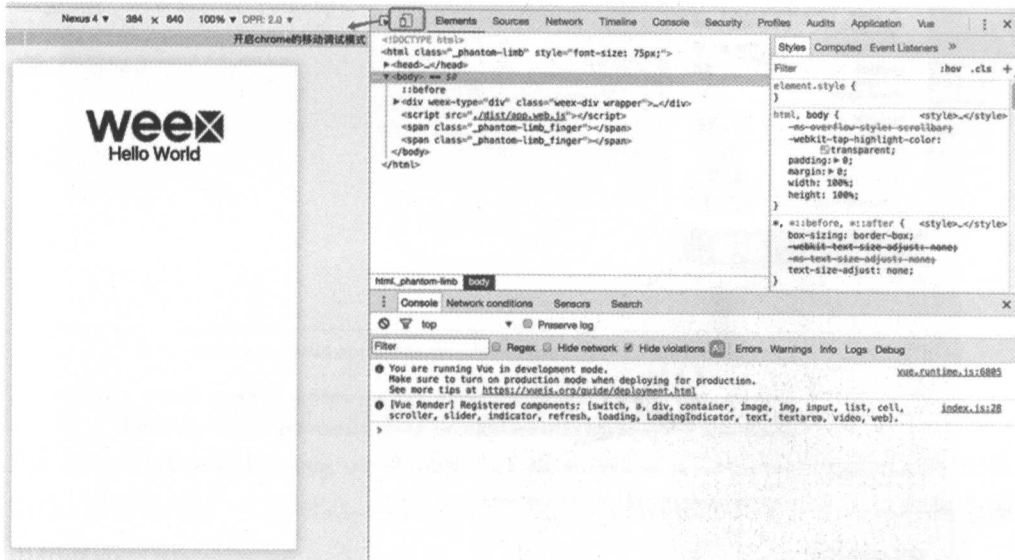 Nexus 4 ▼ 384 × 640 100% ▼ DPR: 2.0 ▼
开启chrome的移动调试模式
weex
Hello World
Elements Sources Network Timeline Console Security Profiles Audits Application Vue
<!DOCTYPE html>
<html class="_phantom-limb" style="font-size: 75px;">
▶<head>…</head>
▼<body> == $0
::before
▶<div weex-type="div" class="weex-div wrapper">…</div>
<script src="./dist/app.web.js"></script>
<span class="_phantom-limb_finger"></span>
<span class="_phantom-limb_finger"></span>
</body>
</html>
html._phantom-limb body
Styles Computed Event Listeners »
Filter :hov .cls +
element.style {
}
html, body { <style>…</style>
-ms-overflow-style: scrollbar;
-webkit-tap-highlight-color:
transparent;
padding:▶ 0;
margin:▶ 0;
width: 100%;
height: 100%;
}
*, *::before, *::after { <style>…</style>
box-sizing: border-box;
-webkit-text-size-adjust: none;
-ms-text-size-adjust: none;
text-size-adjust: none;
}
Console Network conditions Sensors Search
top ▼ Preserve log
Filter Regex Hide network Hide violations All Errors Warnings Info Logs Debug
You are running Vue in development mode. vue.runtime.js:6805
Make sure to turn on production mode when deploying for production.
See more tips at https://vuejs.org/guide/deployment.html
[Vue Render] Registered components: [switch, a, div, container, image, img, input, list, cell, index.js:28
scroller, slider, indicator, refresh, loading, LoadingIndicator, text, textarea, video, web].
>